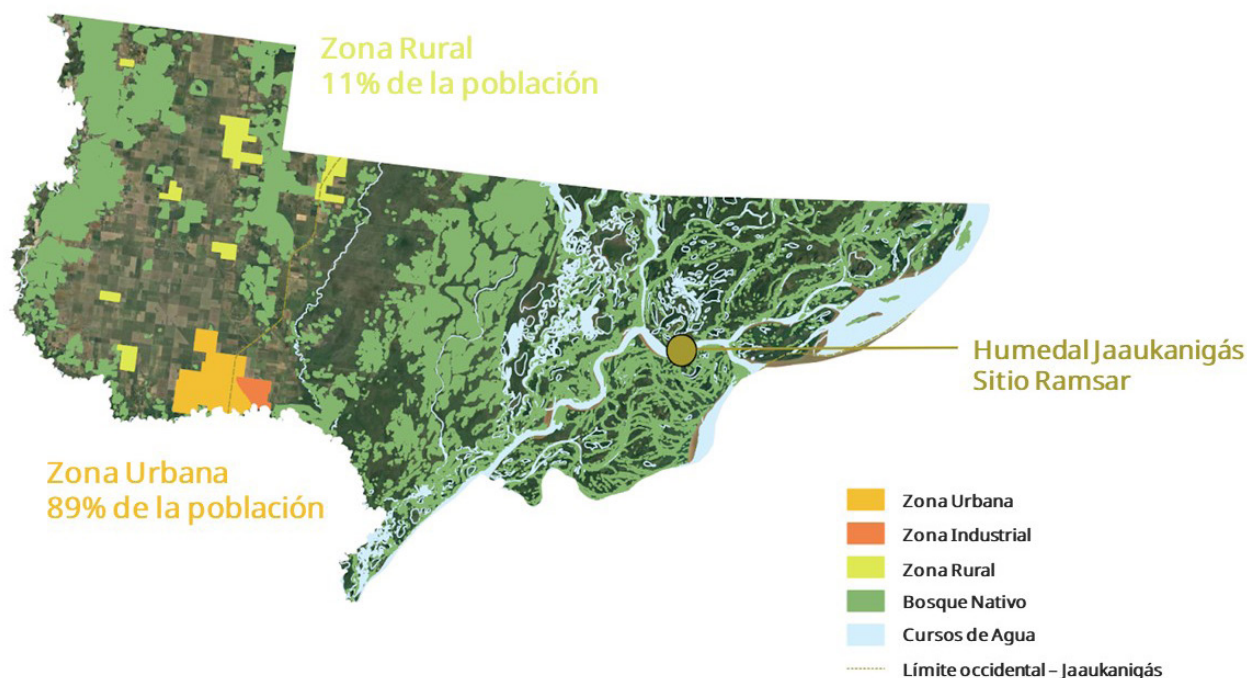 Zona Rural
11% de la población
Humedal Jaaukanigás
Sitio Ramsar
Zona Urbana
89% de la población
Zona Urbana
Zona Industrial
Zona Rural
Bosque Nativo
Cursos de Agua
Límite occidental – Jaaukanigás